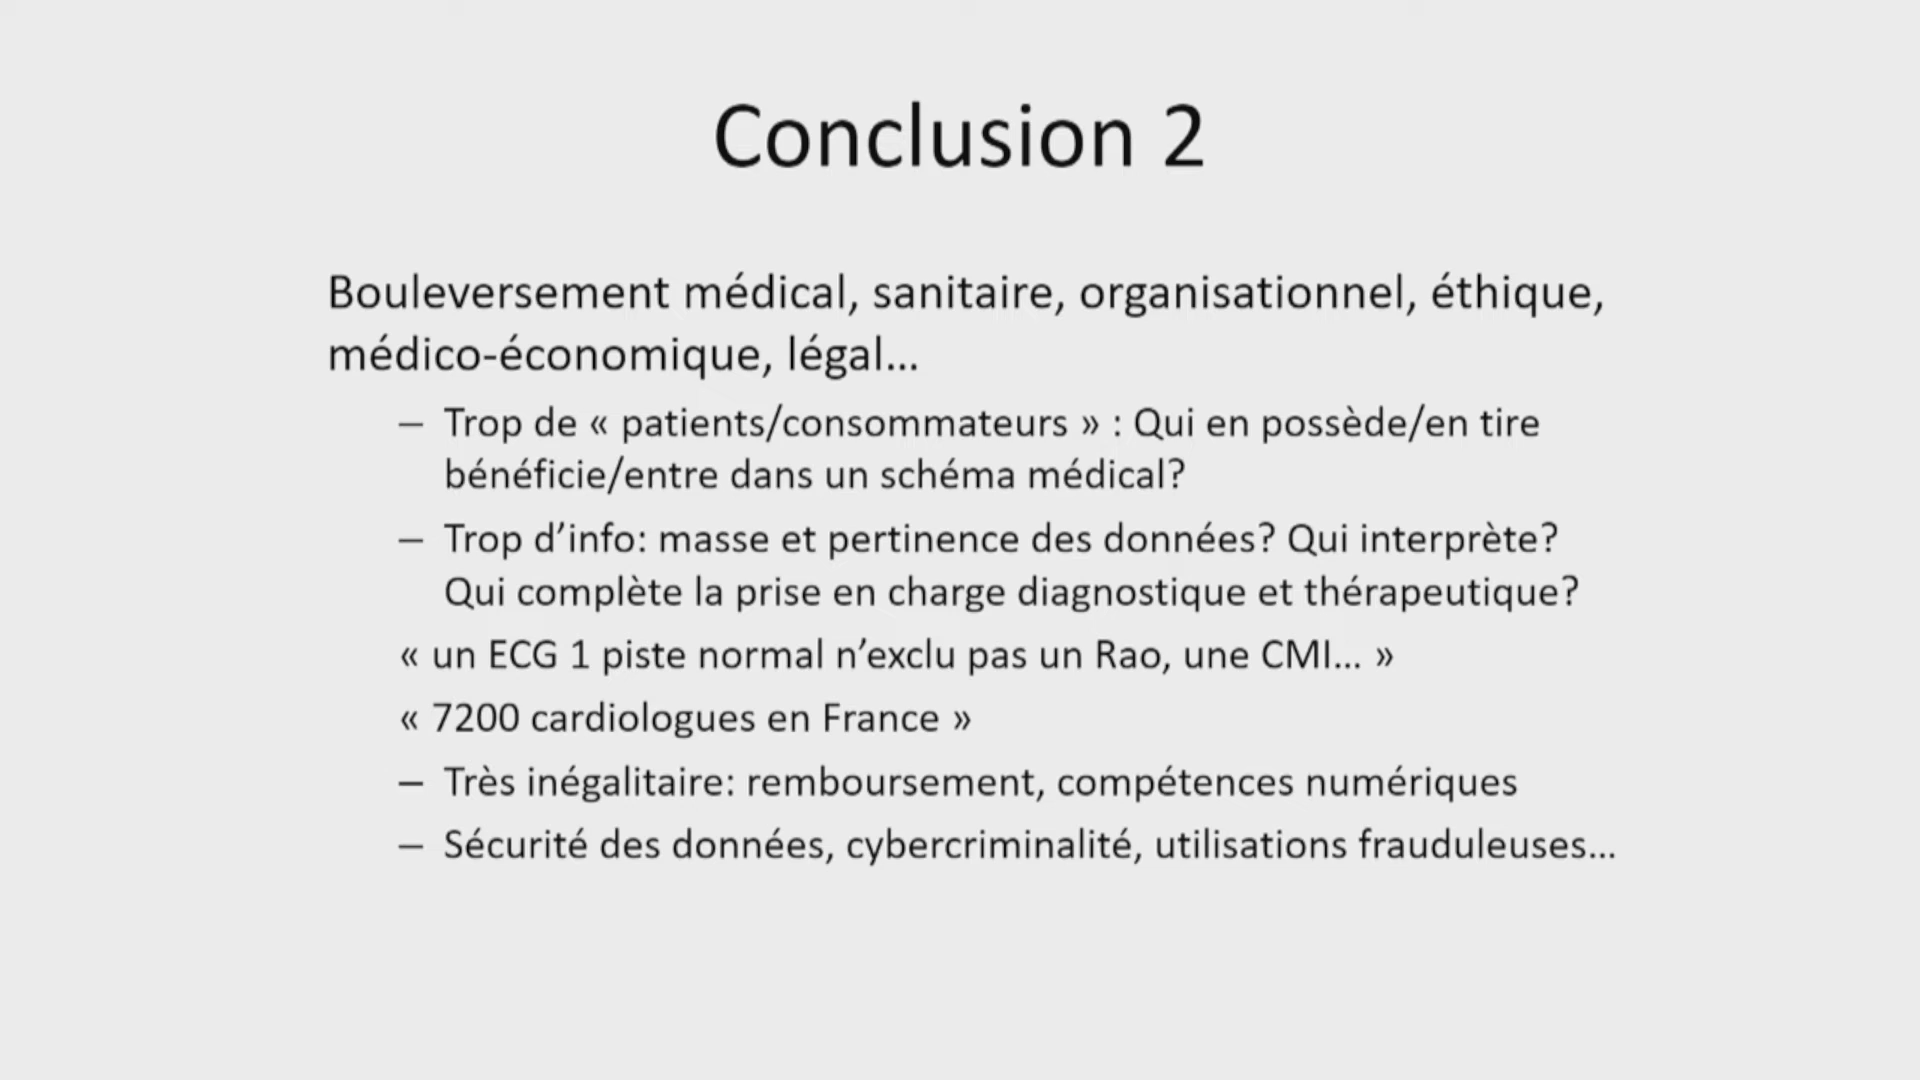 Conclusion 2
Bouleversement médical, sanitaire, organisationnel, éthique,
médico-économique, légal...
– Trop de « patients/consommateurs » : Qui en possède/en tire
bénéficie/entre dans un schéma médical?
– Trop d’info: masse et pertinence des données? Qui interprète?
Qui complète la prise en charge diagnostique et thérapeutique?
« un ECG 1 piste normal n’exclu pas un Rao, une CMI... »
« 7200 cardiologues en France »
– Très inégalitaire: remboursement, compétences numériques
– Sécurité des données, cybercriminalité, utilisations frauduleuses...